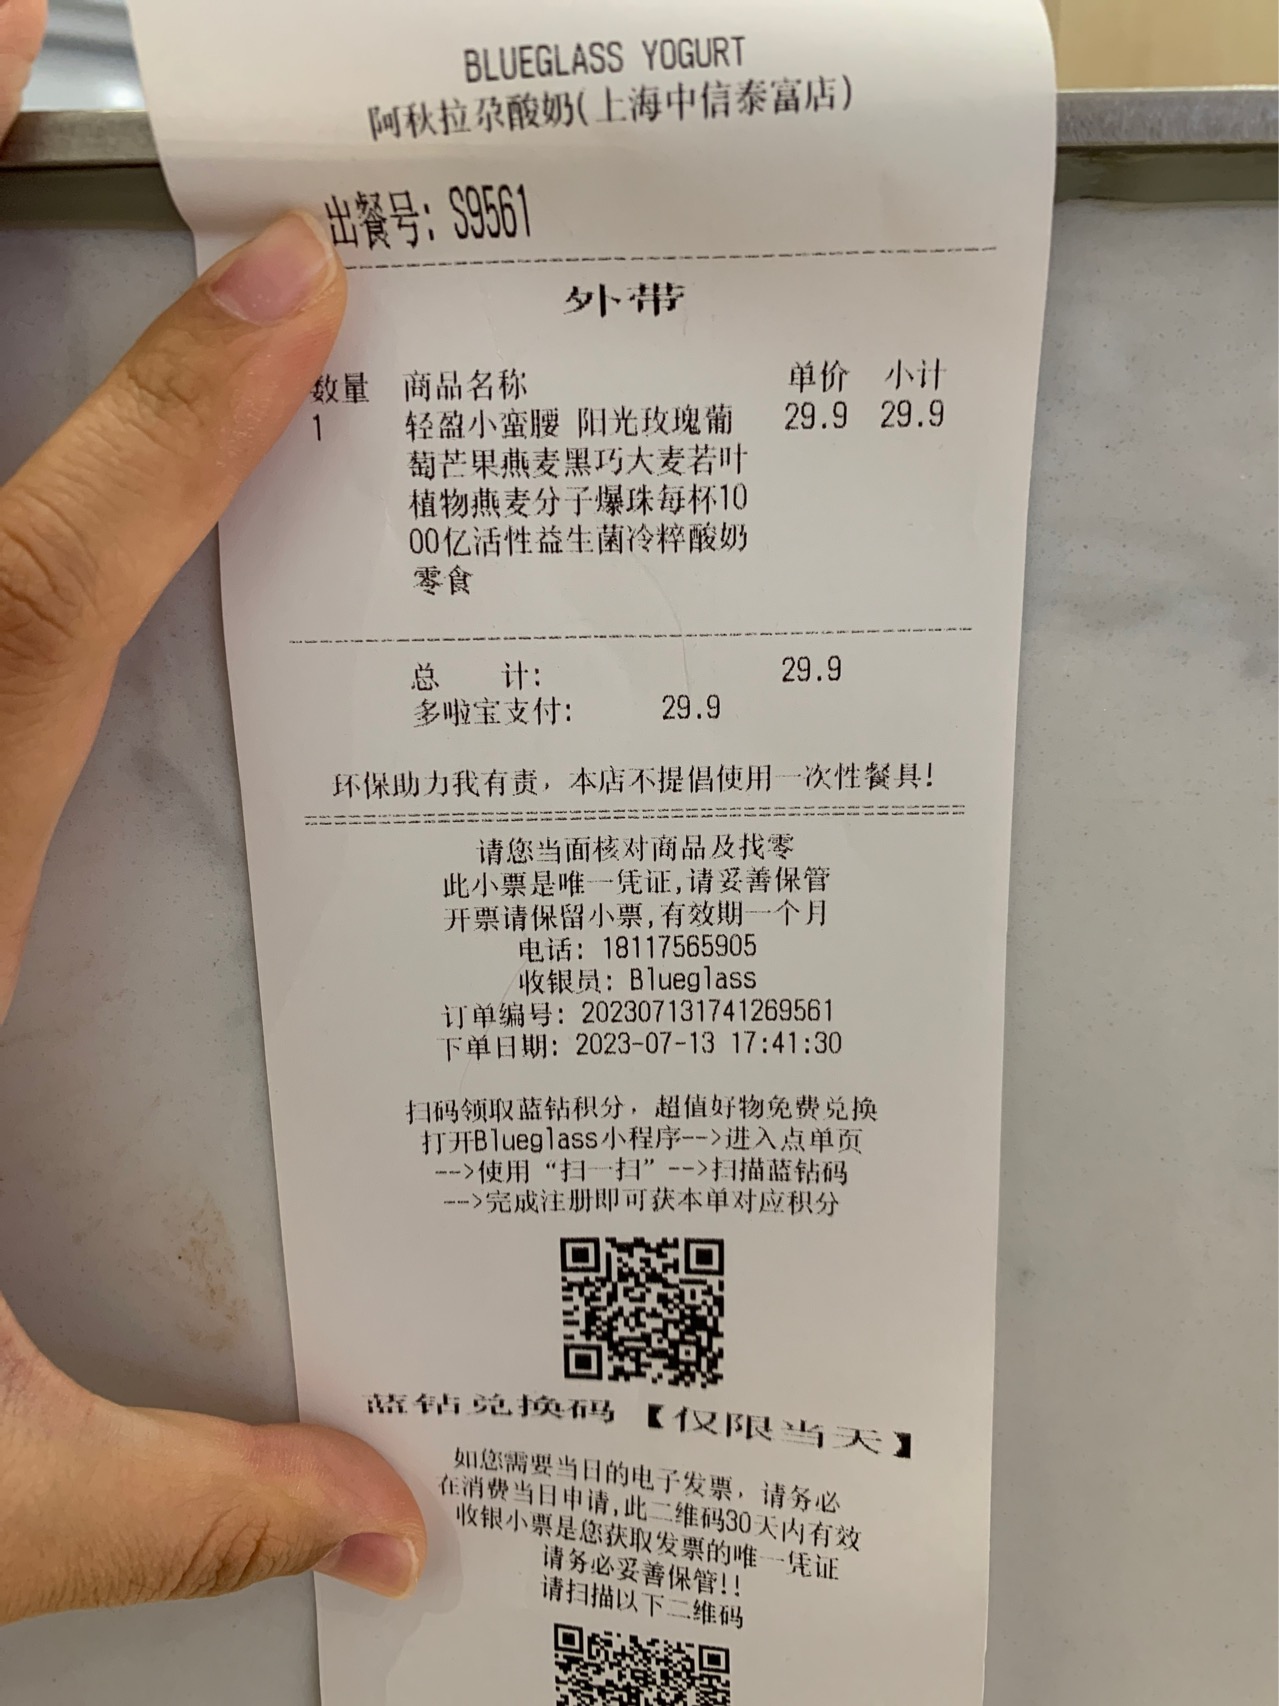 BLUEGLASS YOGURT
阿秋拉尕酸奶(上海中信泰富店)
出餐号: S9561
外带
数量 商品名称 单价 小计
1 轻盈小蛮腰 阳光玫瑰葡 29.9 29.9
萄芒果燕麦黑巧大麦若叶
植物燕麦分子爆珠每杯10
00亿活性益生菌冷粹酸奶
零食
总 计: 29.9
多啦宝支付: 29.9
环保助力我有责，本店不提倡使用一次性餐具!
请您当面核对商品及找零
此小票是唯一凭证,请妥善保管
开票请保留小票,有效期一个月
电话: 18117565905
收银员: Blueglass
订单编号: 202307131741269561
下单日期: 2023-07-13 17:41:30
扫码领取蓝钻积分，超值好物免费兑换
打开Blueglass小程序-->进入点单页
-->使用“扫一扫”-->扫描蓝钻码
-->完成注册即可获本单对应积分
蓝钻兑换码【仅限当天】
如您需要当日的电子发票，请务必
在消费当日申请,此二维码30天内有效
收银小票是您获取发票的唯一凭证
请务必妥善保管!!
请扫描以下二维码